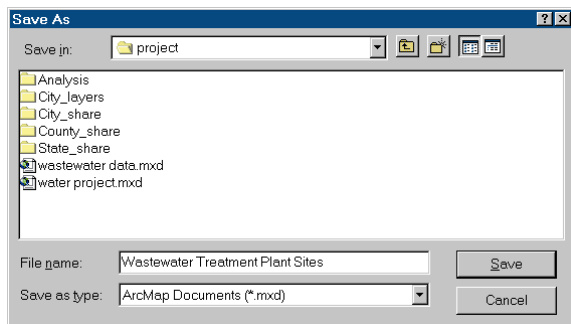 Save As
Save in: project
Analysis
City_layers
City_share
County_share
State_share
wastewater data.mxd
water project.mxd
File name: Wastewater Treatment Plant Sites Save
Save as type: ArcMap Documents (*.mxd) Cancel